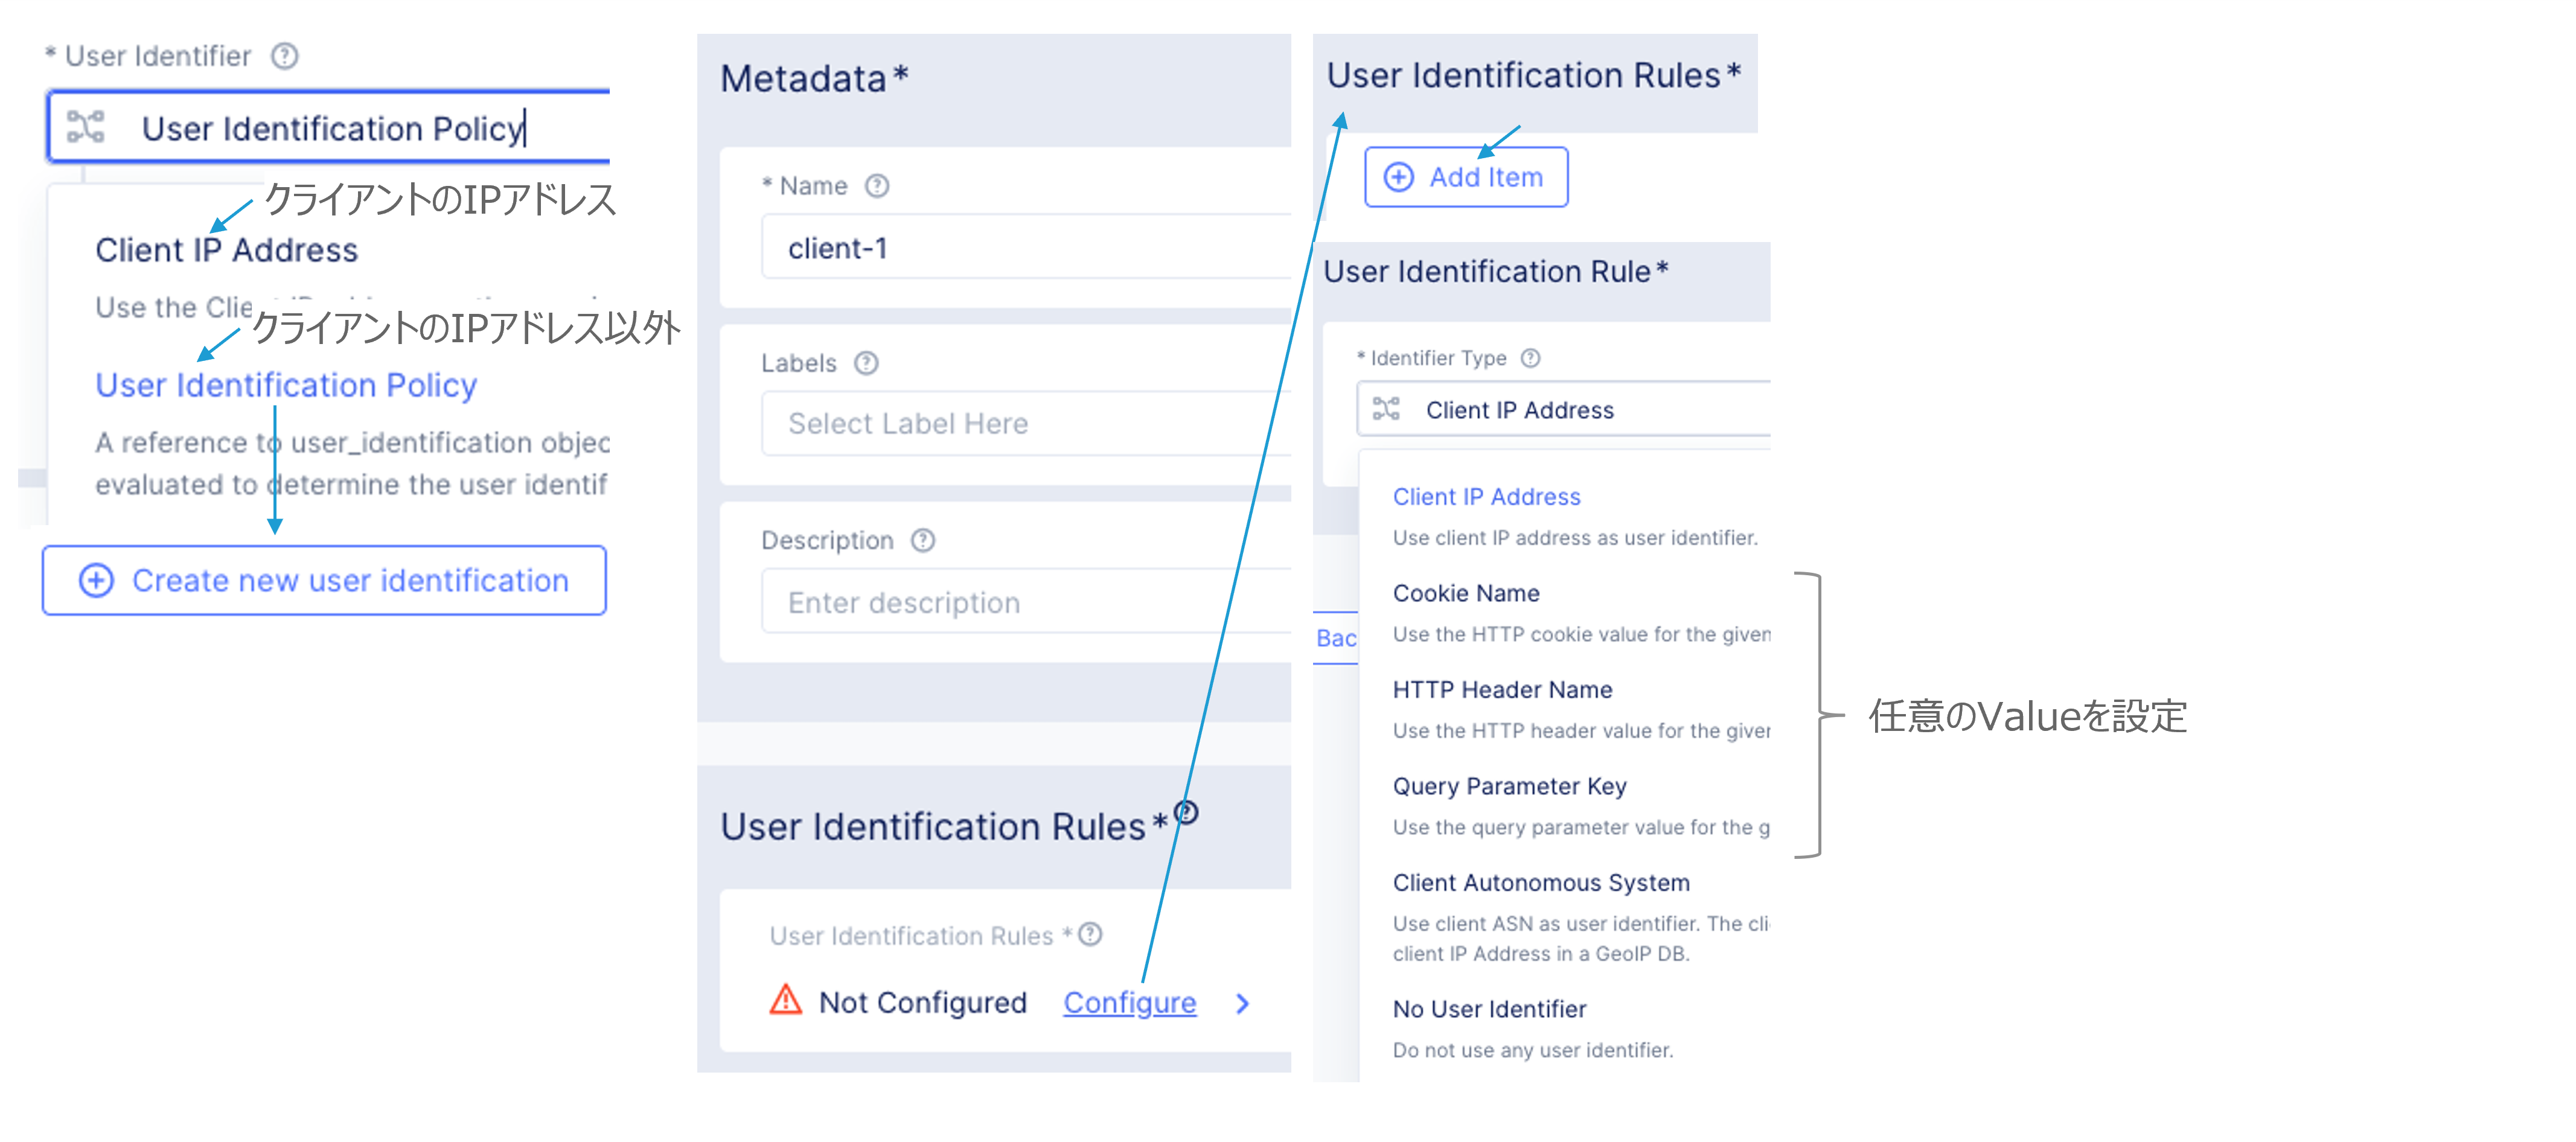 * User Identifier
User Identification Policy
クライアントのIPアドレス
Client IP Address
Use the Clie
クライアントのIPアドレス以外
User Identification Policy
A reference to user_identification objec
evaluated to determine the user identif
Create new user identification
Metadata*
* Name
client-1
Labels
Select Label Here
Description
Enter description
User Identification Rules*
User Identification Rules *
Not Configured Configure
User Identification Rules*
Add Item
User Identification Rule*
* Identifier Type
Client IP Address
Client IP Address
Use client IP address as user identifier.
Cookie Name
Use the HTTP cookie value for the given
Bac
HTTP Header Name
Use the HTTP header value for the given
任意のValueを設定
Query Parameter Key
Use the query parameter value for the g
Client Autonomous System
Use client ASN as user identifier. The cli
client IP Address in a GeoIP DB.
No User Identifier
Do not use any user identifier.